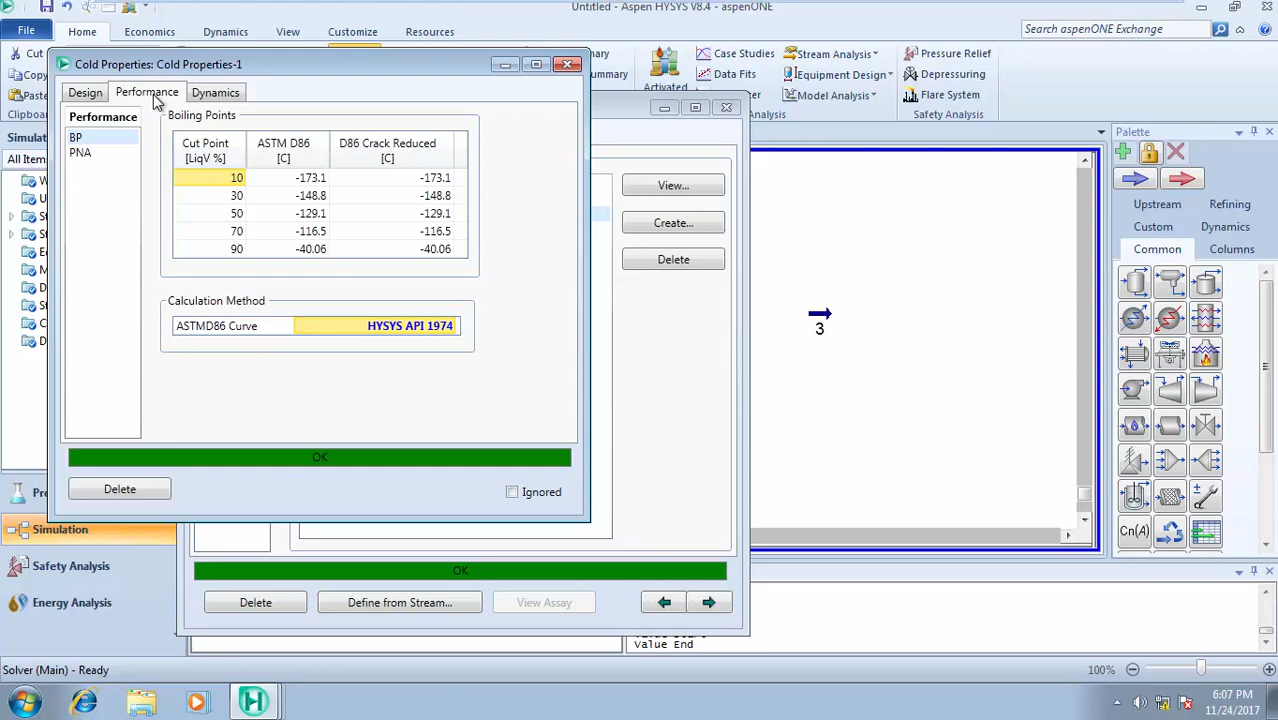 Untitled - Aspen HYSYS V8.4 - aspenONE
File
Home
Economics
Dynamics
View
Customize
Resources
Search aspenONE Exchange
Cut
Case Studies
Stream Analysis
Pressure Relief
Data Fits
Equipment Design
Depressuring
Activated
Model Analysis
Flare System
Cold Properties: Cold Properties-1
Design
Performance
Dynamics
Performance
BP
PNA
Boiling Points
Cut Point [LiqV %]
ASTM D86 [C]
D86 Crack Reduced [C]
10 -173.1 -173.1
30 -148.8 -148.8
50 -129.1 -129.1
70 -116.5 -116.5
90 -40.06 -40.06
Calculation Method
ASTMD86 Curve
HYSYS API 1974
OK
Delete
Ignored
View...
Create...
Delete
3
Palette
Upstream
Refining
Custom
Dynamics
Common
Columns
Cn(A)
Simulation
Safety Analysis
Energy Analysis
OK
Delete
Define from Stream...
View Assay
Value End
Solver (Main) - Ready
100%
6:07 PM
11/24/2017